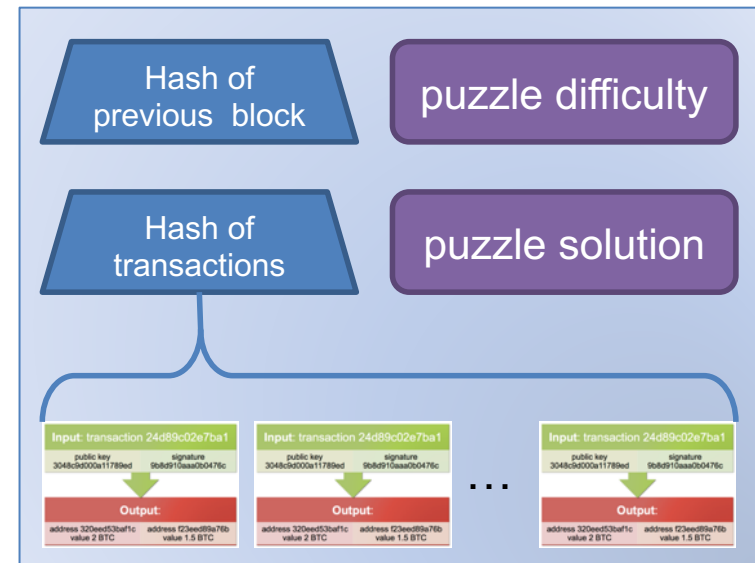 Hash of
previous block
puzzle difficulty
Hash of
transactions
puzzle solution
Input: transaction 24d89c02e7ba1
public key
3048c9d000a11789ed
signature
9b8d910aaa0b0476c
Output:
address 320eed53baf1c
value 2 BTC
address f23eed89a76b
value 1.5 BTC
Input: transaction 24d89c02e7ba1
public key
3048c9d000a11789ed
signature
9b8d910aaa0b0476c
Output:
address 320eed53baf1c
value 2 BTC
address f23eed89a76b
value 1.5 BTC
...
Input: transaction 24d89c02e7ba1
public key
3048c9d000a11789ed
signature
9b8d910aaa0b0476c
Output:
address 320eed53baf1c
value 2 BTC
address f23eed89a76b
value 1.5 BTC